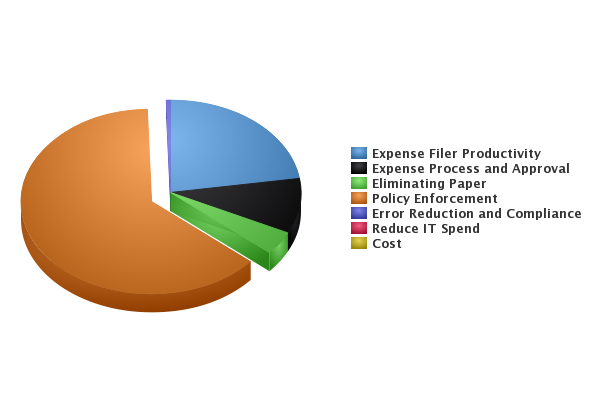 Expense Filer Productivity
Expense Process and Approval
Eliminating Paper
Policy Enforcement
Error Reduction and Compliance
Reduce IT Spend
Cost